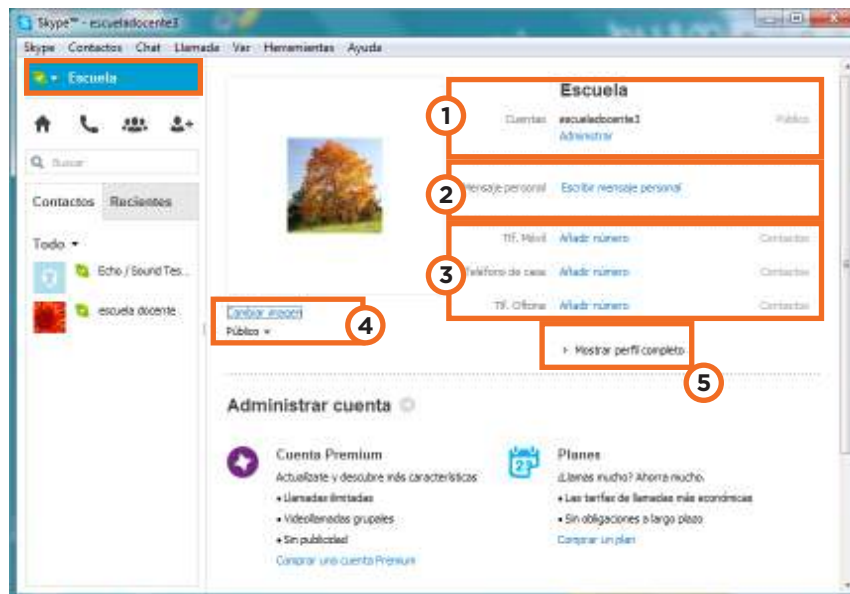 Skype™ - escueladocente3
Skype Contactos Chat Llamada Ver Herramientas Ayuda
Escuela
Buscar
Contactos Recientes
Todo
Echo / Sound Tes...
escuela docente
Escuela
1
Cuentas escueladocente3 Público
Administrar
2
Mensaje personal Escribir mensaje personal
3
Tlf. Móvil Añadir número Contactos
Teléfono de casa Añadir número Contactos
Tlf. Oficina Añadir número Contactos
Cambiar imagen
4
Público
Mostrar perfil completo
5
Administrar cuenta
Cuenta Premium
Actualízate y descubre más características
• Llamadas ilimitadas
• Videollamadas grupales
• Sin publicidad
Comprar una cuenta Premium
23
Planes
¿Llamas mucho? Ahorra mucho.
• Las tarifas de llamadas más económicas
• Sin obligaciones a largo plazo
Comprar un plan